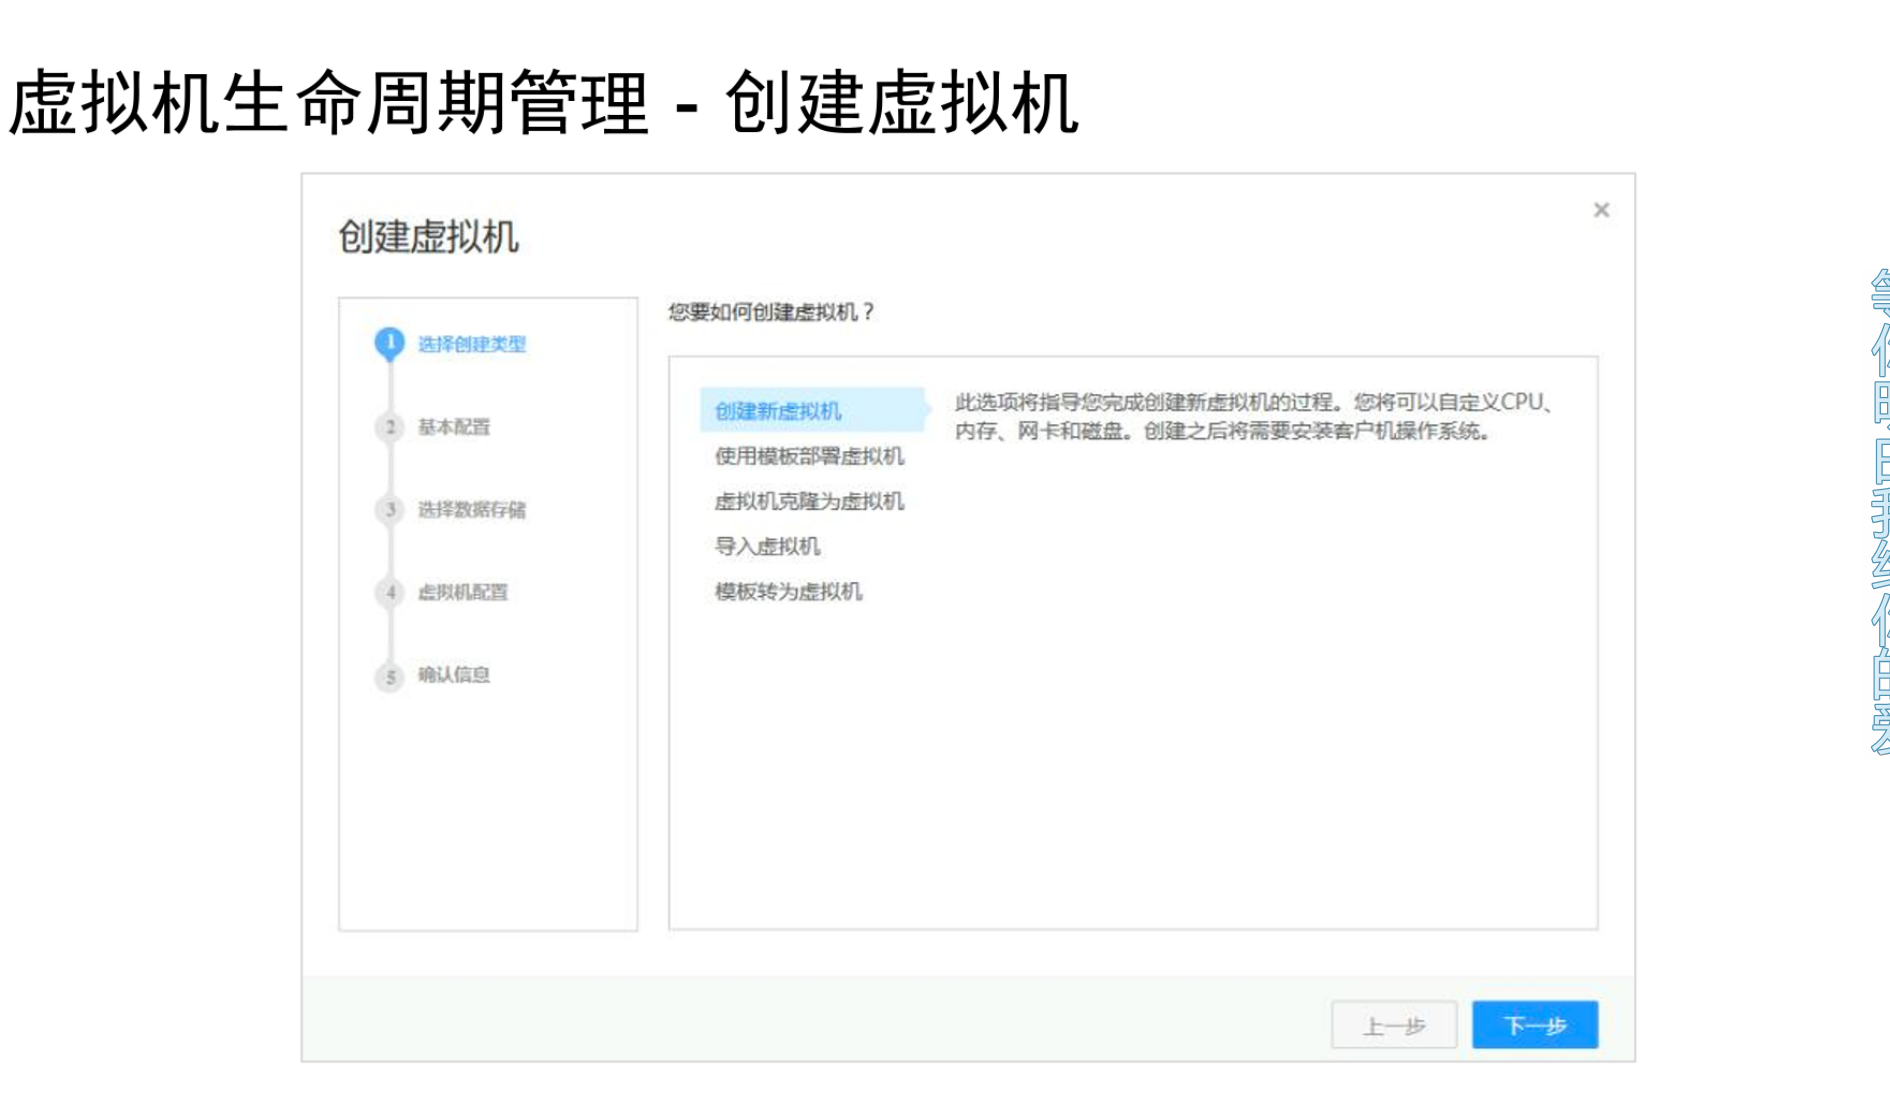 虚拟机生命周期管理 - 创建虚拟机
创建虚拟机
×
1 选择创建类型
2 基本配置
3 选择数据存储
4 虚拟机配置
5 确认信息
您要如何创建虚拟机？
创建新虚拟机
使用模板部署虚拟机
虚拟机克隆为虚拟机
导入虚拟机
模板转为虚拟机
此选项将指导您完成创建新虚拟机的过程。您将可以自定义CPU、
内存、网卡和磁盘。创建之后将需要安装客户机操作系统。
上一步
下一步